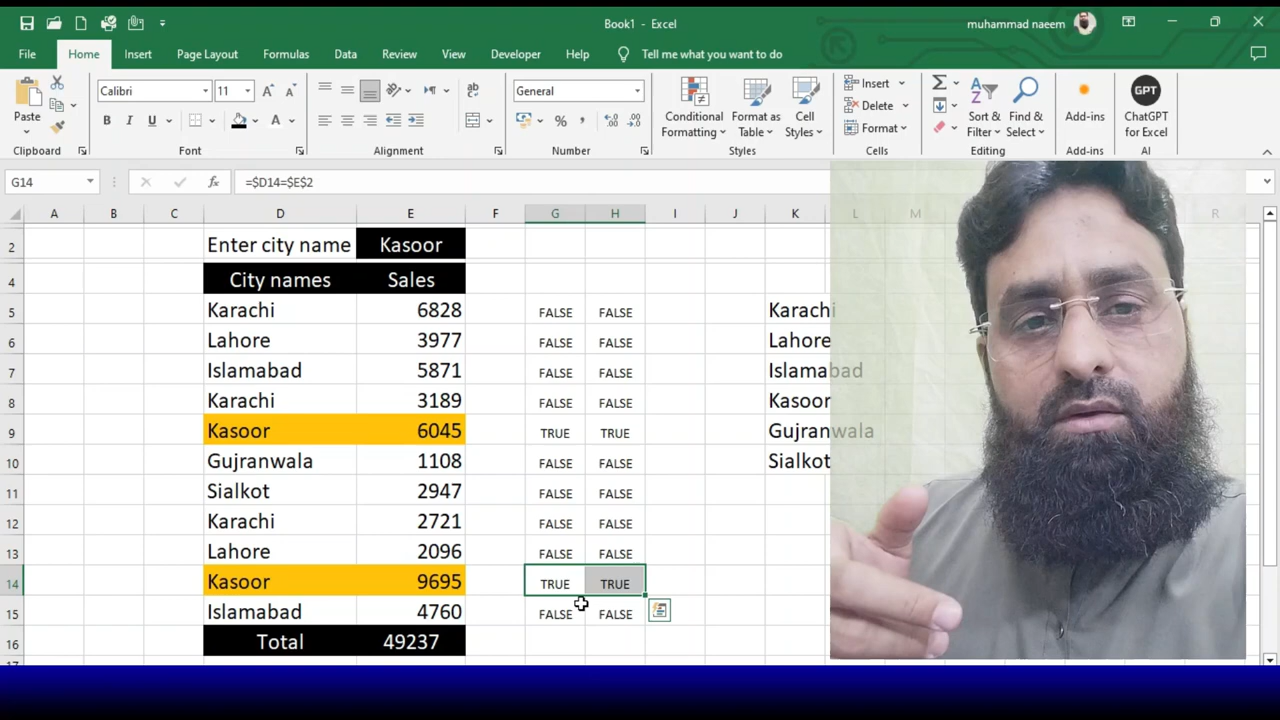 Book1 - Excel
muhammad naeem
File Home Insert Page Layout Formulas Data Review View Developer Help Tell me what you want to do
Paste
Calibri 11
B I U A
General
Conditional Formatting
Format as Table
Cell Styles
Insert
Delete
Format
Sort & Filter
Find & Select
Add-ins
GPT
ChatGPT for Excel
Clipboard Font Alignment Number Styles Cells Editing Add-ins AI
G14 fx =$D14=$E$2
A B C D E F G H I J K L M R
2 Enter city name Kasoor
4 City names Sales
5 Karachi 6828 FALSE FALSE Karachi
6 Lahore 3977 FALSE FALSE Lahore
7 Islamabad 5871 FALSE FALSE Islamabad
8 Karachi 3189 FALSE FALSE Kasoor
9 Kasoor 6045 TRUE TRUE Gujranwala
10 Gujranwala 1108 FALSE FALSE Sialkot
11 Sialkot 2947 FALSE FALSE
12 Karachi 2721 FALSE FALSE
13 Lahore 2096 FALSE FALSE
14 Kasoor 9695 TRUE TRUE
15 Islamabad 4760 FALSE FALSE
16 Total 49237